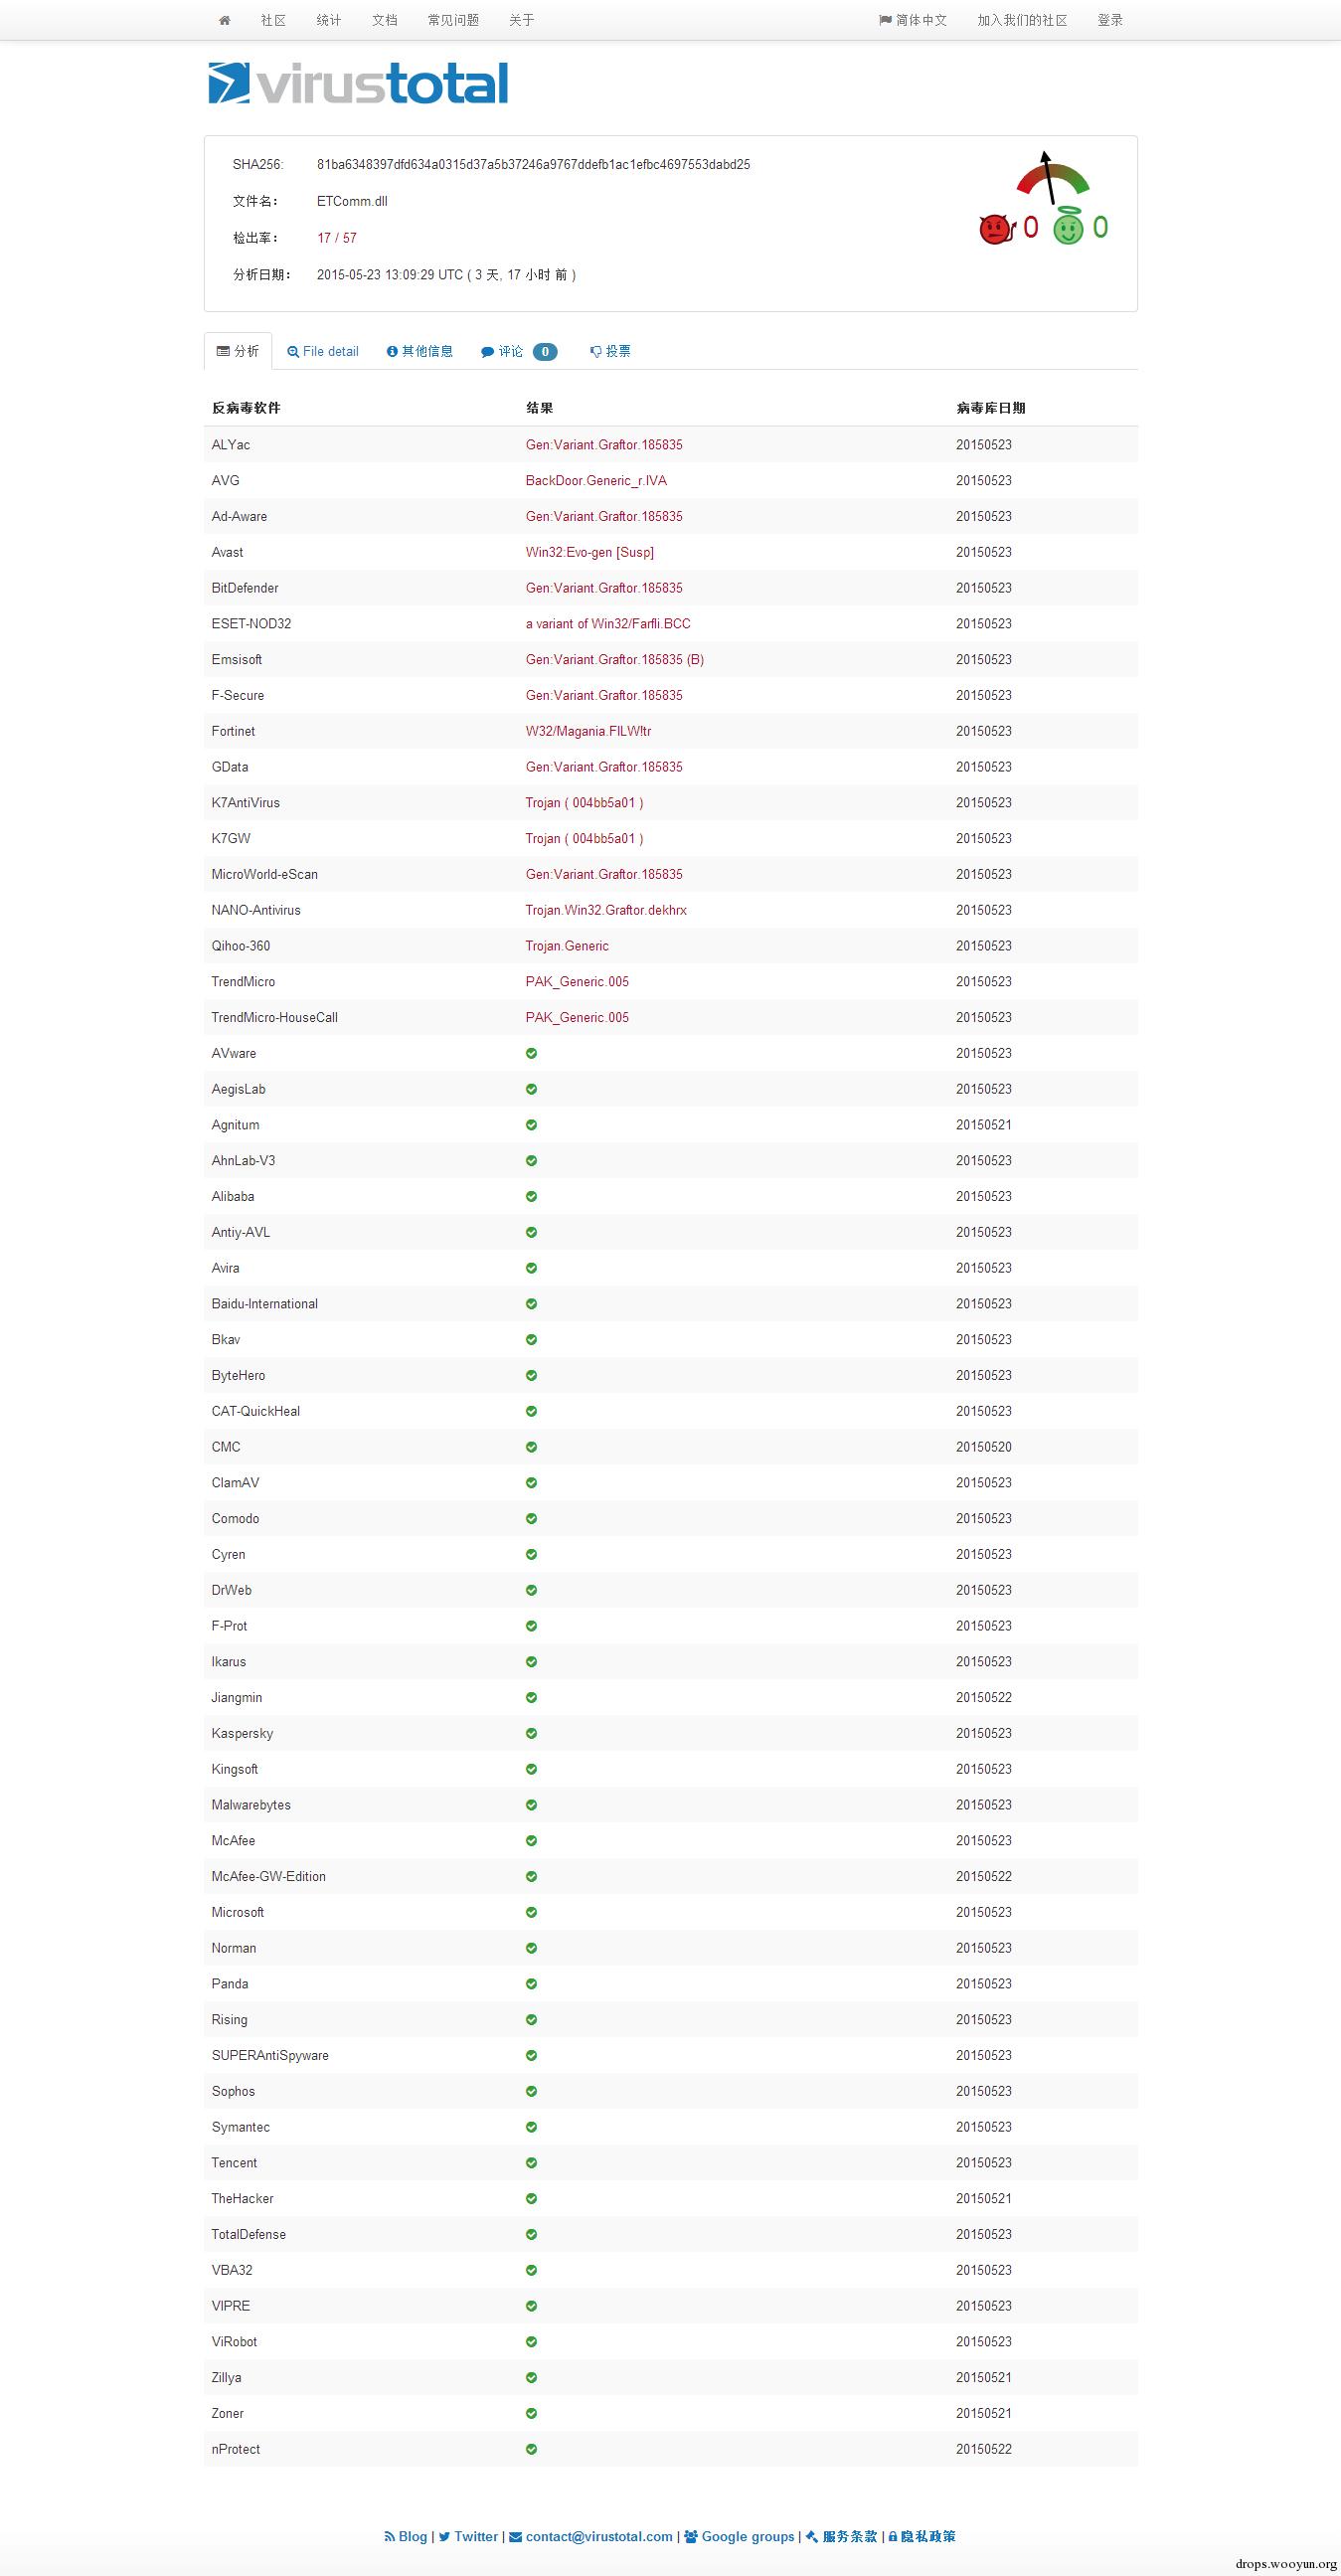 社区 统计 文档 常见问题 关于 简体中文 加入我们的社区 登录
virustotal
SHA256: 81ba6348397dfd634a0315d37a5b37246a9767ddefb1ac1efbc4697553dabd25
文件名： ETComm.dll
检出率： 17 / 57
0 0
分析日期： 2015-05-23 13:09:29 UTC ( 3 天, 17 小时 前 )
分析 File detail 其他信息 评论 0 投票
反病毒软件 结果 病毒库日期
ALYac Gen:Variant.Graftor.185835 20150523
AVG BackDoor.Generic_r.IVA 20150523
Ad-Aware Gen:Variant.Graftor.185835 20150523
Avast Win32:Evo-gen [Susp] 20150523
BitDefender Gen:Variant.Graftor.185835 20150523
ESET-NOD32 a variant of Win32/Farfli.BCC 20150523
Emsisoft Gen:Variant.Graftor.185835 (B) 20150523
F-Secure Gen:Variant.Graftor.185835 20150523
Fortinet W32/Magania.FILW!tr 20150523
GData Gen:Variant.Graftor.185835 20150523
K7AntiVirus Trojan ( 004bb5a01 ) 20150523
K7GW Trojan ( 004bb5a01 ) 20150523
MicroWorld-eScan Gen:Variant.Graftor.185835 20150523
NANO-Antivirus Trojan.Win32.Graftor.dekhrx 20150523
Qihoo-360 Trojan.Generic 20150523
TrendMicro PAK_Generic.005 20150523
TrendMicro-HouseCall PAK_Generic.005 20150523
AVware 20150523
AegisLab 20150523
Agnitum 20150521
AhnLab-V3 20150523
Alibaba 20150523
Antiy-AVL 20150523
Avira 20150523
Baidu-International 20150523
Bkav 20150523
ByteHero 20150523
CAT-QuickHeal 20150523
CMC 20150520
ClamAV 20150523
Comodo 20150523
Cyren 20150523
DrWeb 20150523
F-Prot 20150523
Ikarus 20150523
Jiangmin 20150522
Kaspersky 20150523
Kingsoft 20150523
Malwarebytes 20150523
McAfee 20150523
McAfee-GW-Edition 20150522
Microsoft 20150523
Norman 20150523
Panda 20150523
Rising 20150523
SUPERAntiSpyware 20150523
Sophos 20150523
Symantec 20150523
Tencent 20150523
TheHacker 20150521
TotalDefense 20150523
VBA32 20150523
VIPRE 20150523
ViRobot 20150523
Zillya 20150521
Zoner 20150521
nProtect 20150522
Blog | Twitter | contact@virustotal.com | Google groups | 服务条款 | 隐私政策
drops.wooyun.org